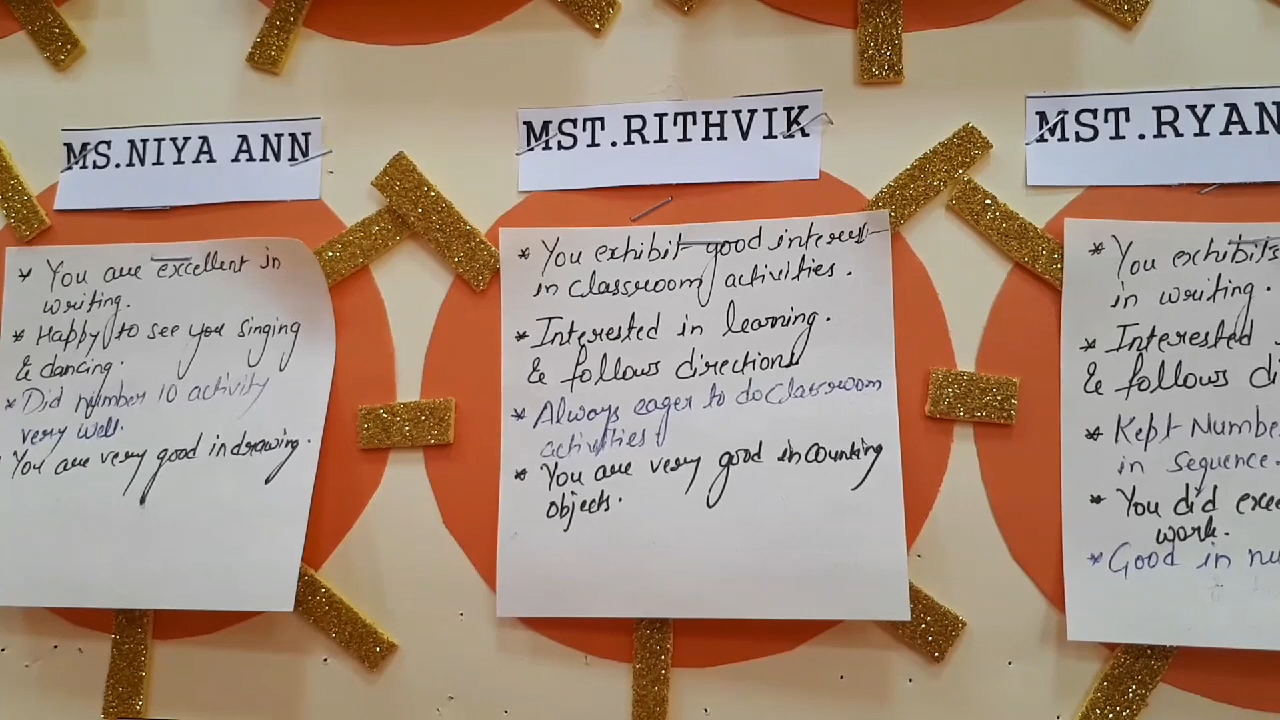 MS.NIYA ANN
* You are excellent in
writing.
* Happy to see you singing
& dancing.
* Did number 10 activity
very well.
You are very good in drawing.
MST.RITHVIK
* You exhibit good interest
in classroom activities.
* Interested in learning.
& follows directions
* Always eager to do classroom
activities!
* You are very good in counting
objects.
MST.RYAN
* You exhibits
in writing.
* Interested
& follows
* Kept
in sequence.
* You did
work.
* Good in